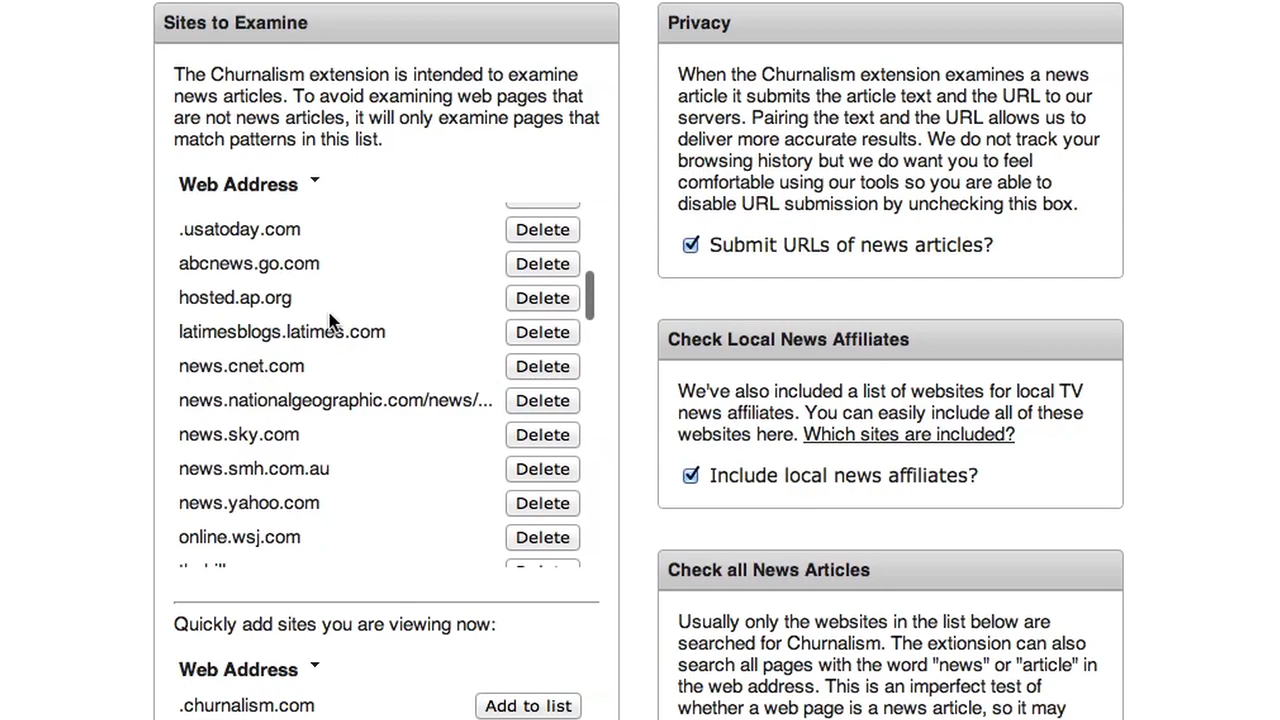 Sites to Examine
The Churnalism extension is intended to examine
news articles. To avoid examining web pages that
are not news articles, it will only examine pages that
match patterns in this list.
Web Address
.usatoday.com Delete
abcnews.go.com Delete
hosted.ap.org Delete
latimesblogs.latimes.com Delete
news.cnet.com Delete
news.nationalgeographic.com/news/... Delete
news.sky.com Delete
news.smh.com.au Delete
news.yahoo.com Delete
online.wsj.com Delete
Quickly add sites you are viewing now:
Web Address
.churnalism.com Add to list
Privacy
When the Churnalism extension examines a news
article it submits the article text and the URL to our
servers. Pairing the text and the URL allows us to
deliver more accurate results. We do not track your
browsing history but we do want you to feel
comfortable using our tools so you are able to
disable URL submission by unchecking this box.
Submit URLs of news articles?
Check Local News Affiliates
We've also included a list of websites for local TV
news affiliates. You can easily include all of these
websites here. Which sites are included?
Include local news affiliates?
Check all News Articles
Usually only the websites in the list below are
searched for Churnalism. The extionsion can also
search all pages with the word "news" or "article" in
the web address. This is an imperfect test of
whether a web page is a news article, so it may